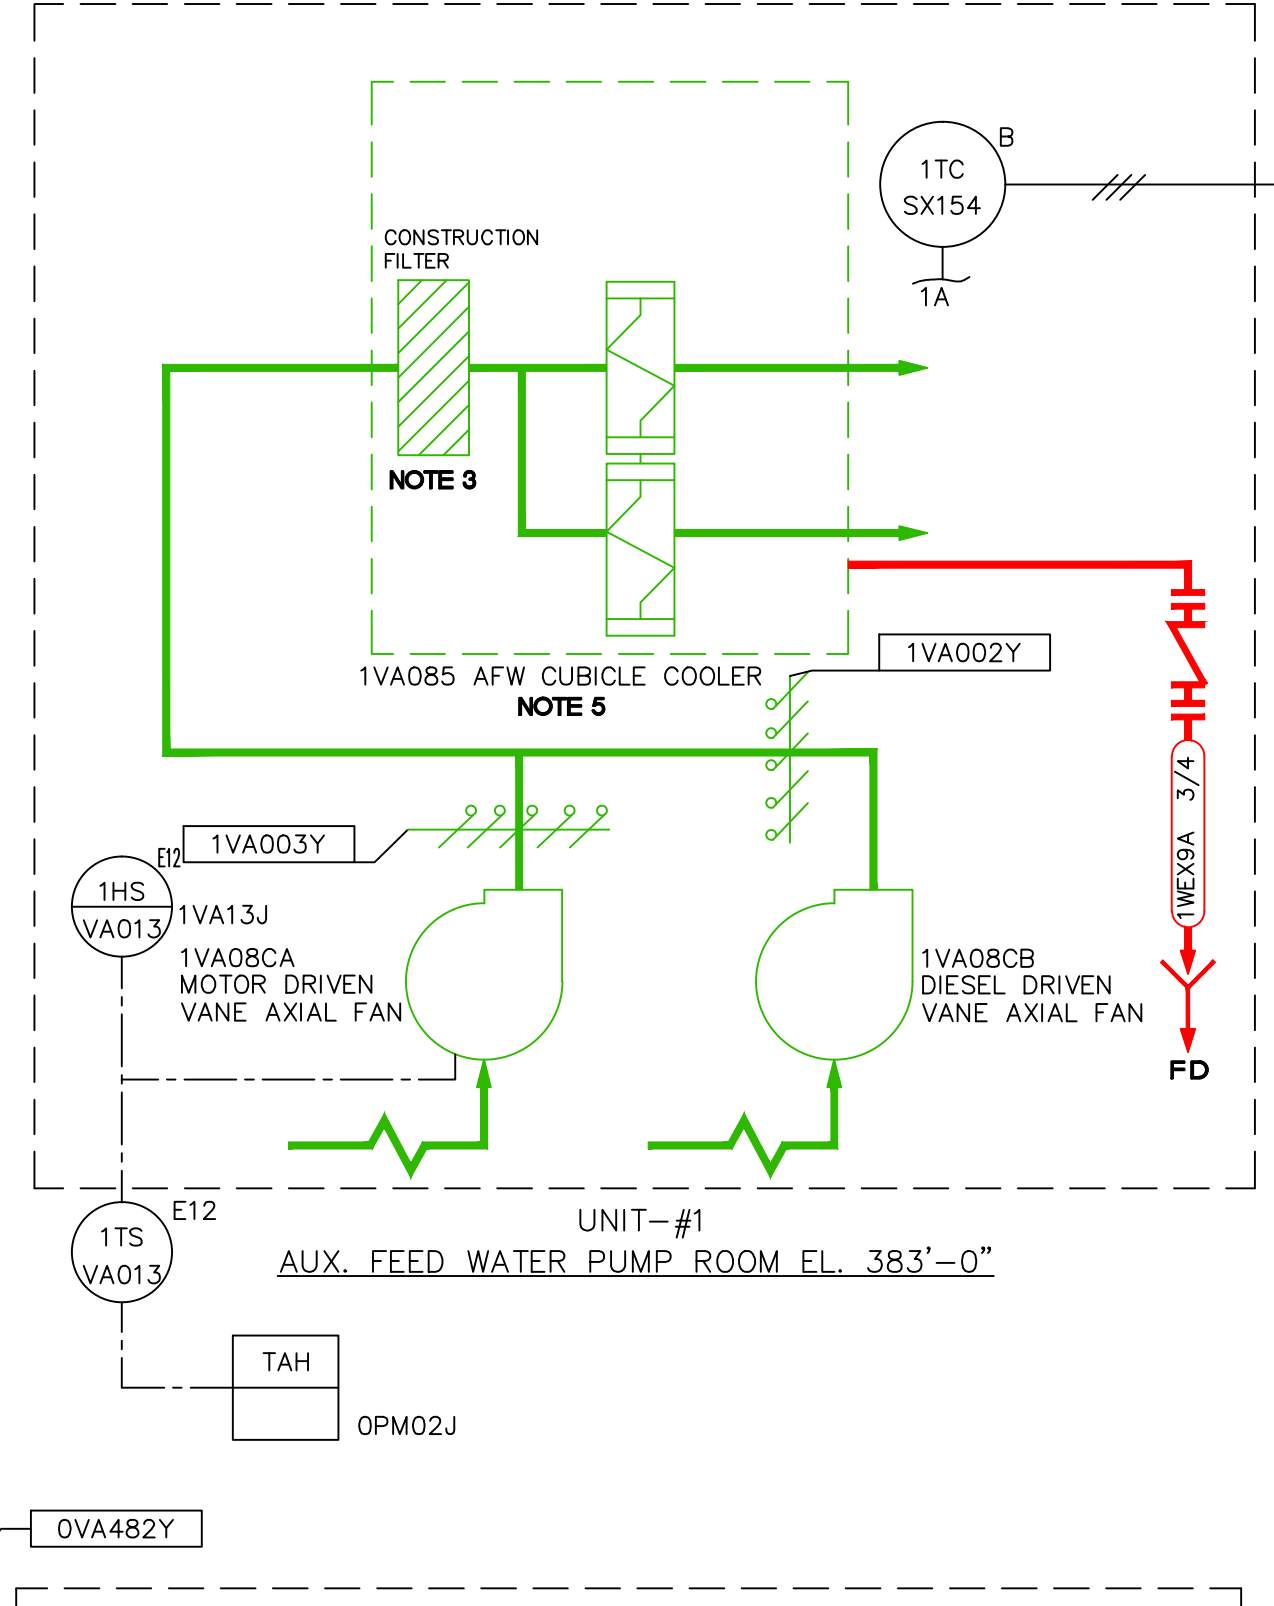 B
1TC
SX154
1A
CONSTRUCTION
FILTER
NOTE 3
1VA002Y
1VA085 AFW CUBICLE COOLER
NOTE 5
1WEX9A 3/4
1VA003Y
E12
1HS
VA013
1VA13J
1VA08CA
MOTOR DRIVEN
VANE AXIAL FAN
1VA08CB
DIESEL DRIVEN
VANE AXIAL FAN
FD
E12
1TS
VA013
UNIT-#1
AUX. FEED WATER PUMP ROOM EL. 383'-0"
TAH
0PM02J
0VA482Y